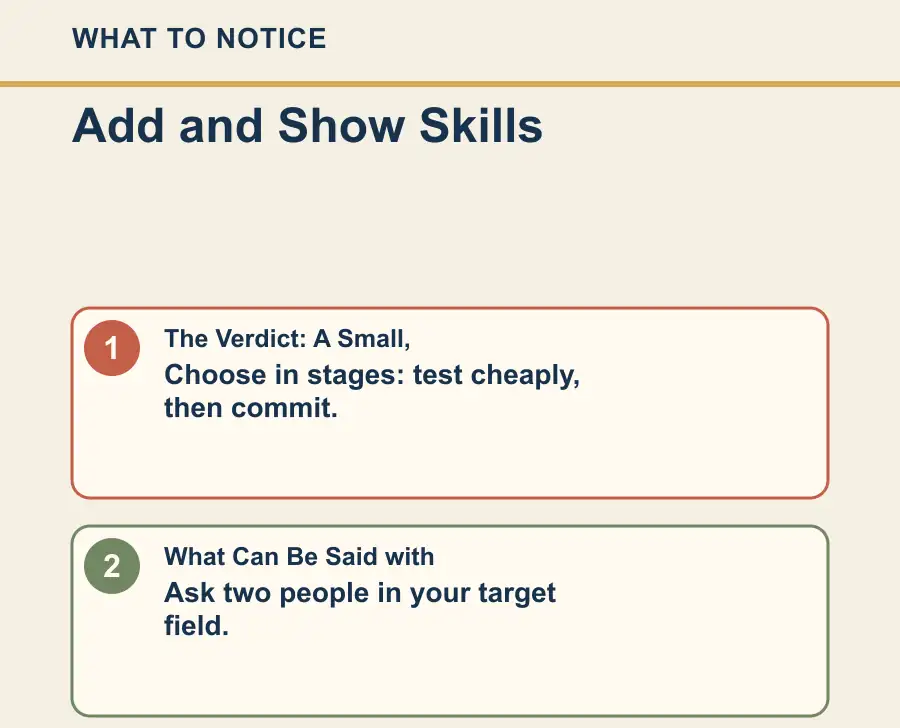 WHAT TO NOTICE
Add and Show Skills
1
The Verdict: A Small,
Choose in stages: test cheaply,
then commit.
2
What Can Be Said with
Ask two people in your target
field.